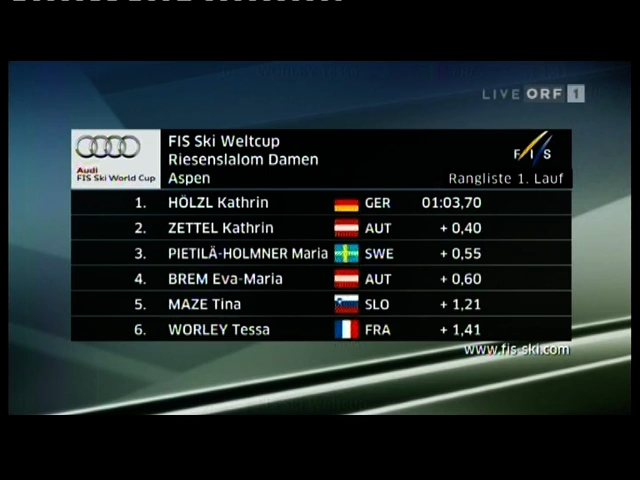 LIVE ORF 1
FIS Ski Weltcup
Riesenslalom Damen
Aspen
Audi
FIS Ski World Cup
FIS
Rangliste 1. Lauf
1. HÖLZL Kathrin GER 01:03,70
2. ZETTEL Kathrin AUT + 0,40
3. PIETILÄ-HOLMNER Maria SWE + 0,55
4. BREM Eva-Maria AUT + 0,60
5. MAZE Tina SLO + 1,21
6. WORLEY Tessa FRA + 1,41
www.fis-ski.com